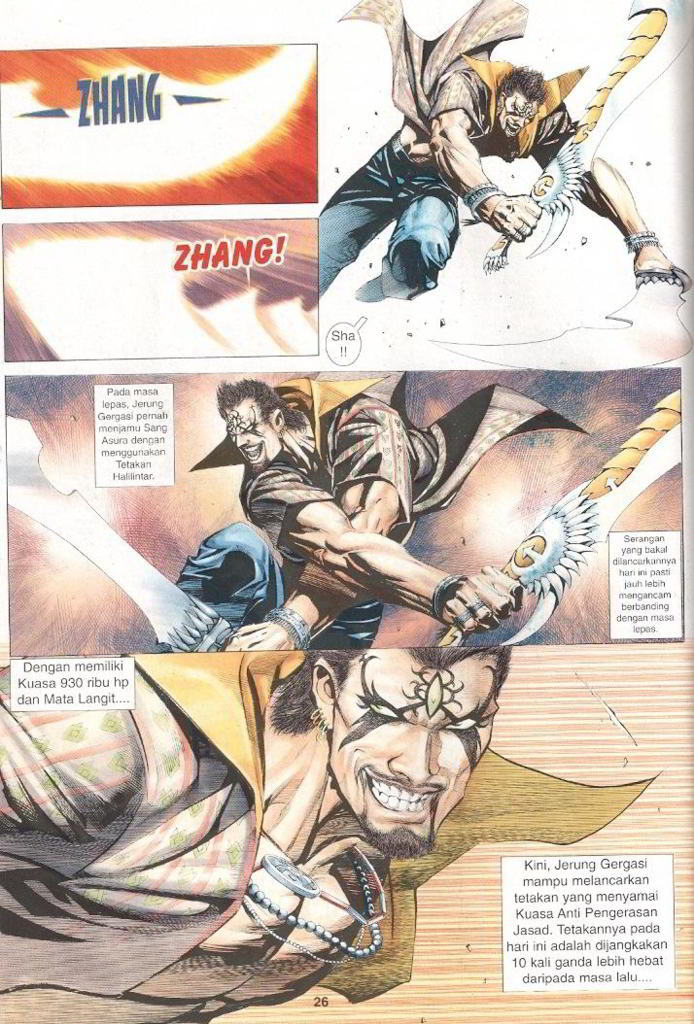 ZHANG
ZHANG!
Sha
!!
Pada masa
lepas, Jerung
Gergasi pernah
menjamu Sang
Asura dengan
menggunakan
Tetakan
Halilintar.
Serangan
yang bakal
dilancarkannya
hari ini pasti
jauh lebih
mengancam
berbanding
dengan masa
lepas.
Dengan memiliki
Kuasa 930 ribu hp
dan Mata Langit....
Kini, Jerung Gergasi
mampu melancarkan
tetakan yang menyamai
Kuasa Anti Pengerasan
Jasad. Tetakannya pada
hari ini adalah dijangkakan
10 kali ganda lebih hebat
daripada masa lalu....
26